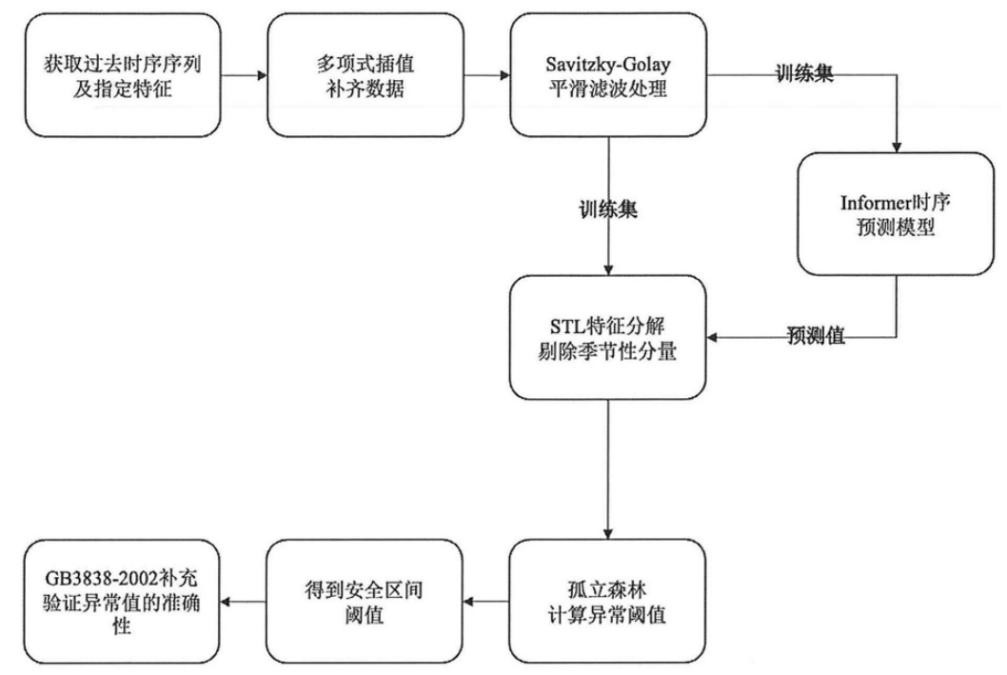 获取过去时序序列
及指定特征
多项式插值
补齐数据
Savitzky-Golay
平滑滤波处理
训练集
Informer时序
预测模型
训练集
STL特征分解
剔除季节性分量
预测值
GB3838-2002补充
验证异常值的准确
性
得到安全区间
阈值
孤立森林
计算异常阈值